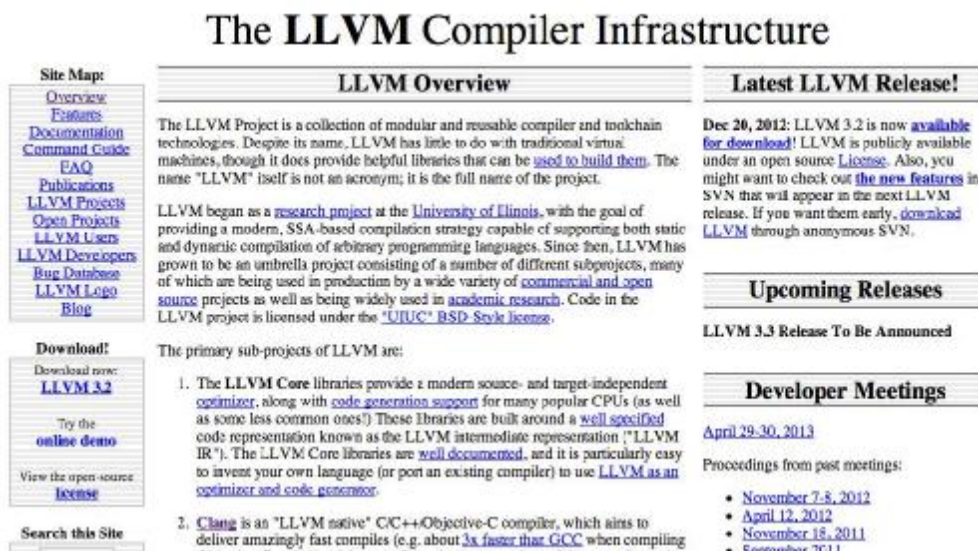 The LLVM Compiler Infrastructure
Site Map:
Overview
Features
Documentation
Command Guide
FAQ
Publications
LLVM Projects
Open Projects
LLVM Users
LLVM Developers
Bug Database
LLVM Logo
Blog
Download!
Download now:
LLVM 3.2
Try the
online demo
View the open-source
license
Search this Site
LLVM Overview
The LLVM Project is a collection of modular and reusable compiler and toolchain
technologies. Despite its name, LLVM has little to do with traditional virtual
machines, though it does provide helpful libraries that can be used to build them. The
name "LLVM" itself is not an acronym; it is the full name of the project.
LLVM began as a research project at the University of Illinois, with the goal of
providing a modern, SSA-based compilation strategy capable of supporting both static
and dynamic compilation of arbitrary programming languages. Since then, LLVM has
grown to be an umbrella project consisting of a number of different subprojects, many
of which are being used in production by a wide variety of commercial and open
source projects as well as being widely used in academic research. Code in the
LLVM project is licensed under the "UIUC" BSD-Style license.
The primary sub-projects of LLVM are:
1. The LLVM Core libraries provide a modern source- and target-independent
optimizer, along with code generation support for many popular CPUs (as well
as some less common ones!) These libraries are built around a well specified
code representation known as the LLVM intermediate representation ("LLVM
IR"). The LLVM Core libraries are well documented, and it is particularly easy
to invent your own language (or port an existing compiler) to use LLVM as an
optimizer and code generator.
2. Clang is an "LLVM native" C/C++/Objective-C compiler, which aims to
deliver amazingly fast compiles (e.g. about 3x faster than GCC when compiling
Latest LLVM Release!
Dec 20, 2012: LLVM 3.2 is now available
for download! LLVM is publicly available
under an open source License. Also, you
might want to check out the new features in
SVN that will appear in the next LLVM
release. If you want them early, download
LLVM through anonymous SVN.
Upcoming Releases
LLVM 3.3 Release To Be Announced
Developer Meetings
April 29-30, 2013
Proceedings from past meetings:
• November 7-8, 2012
• April 12, 2012
• November 18, 2011
• September 2011